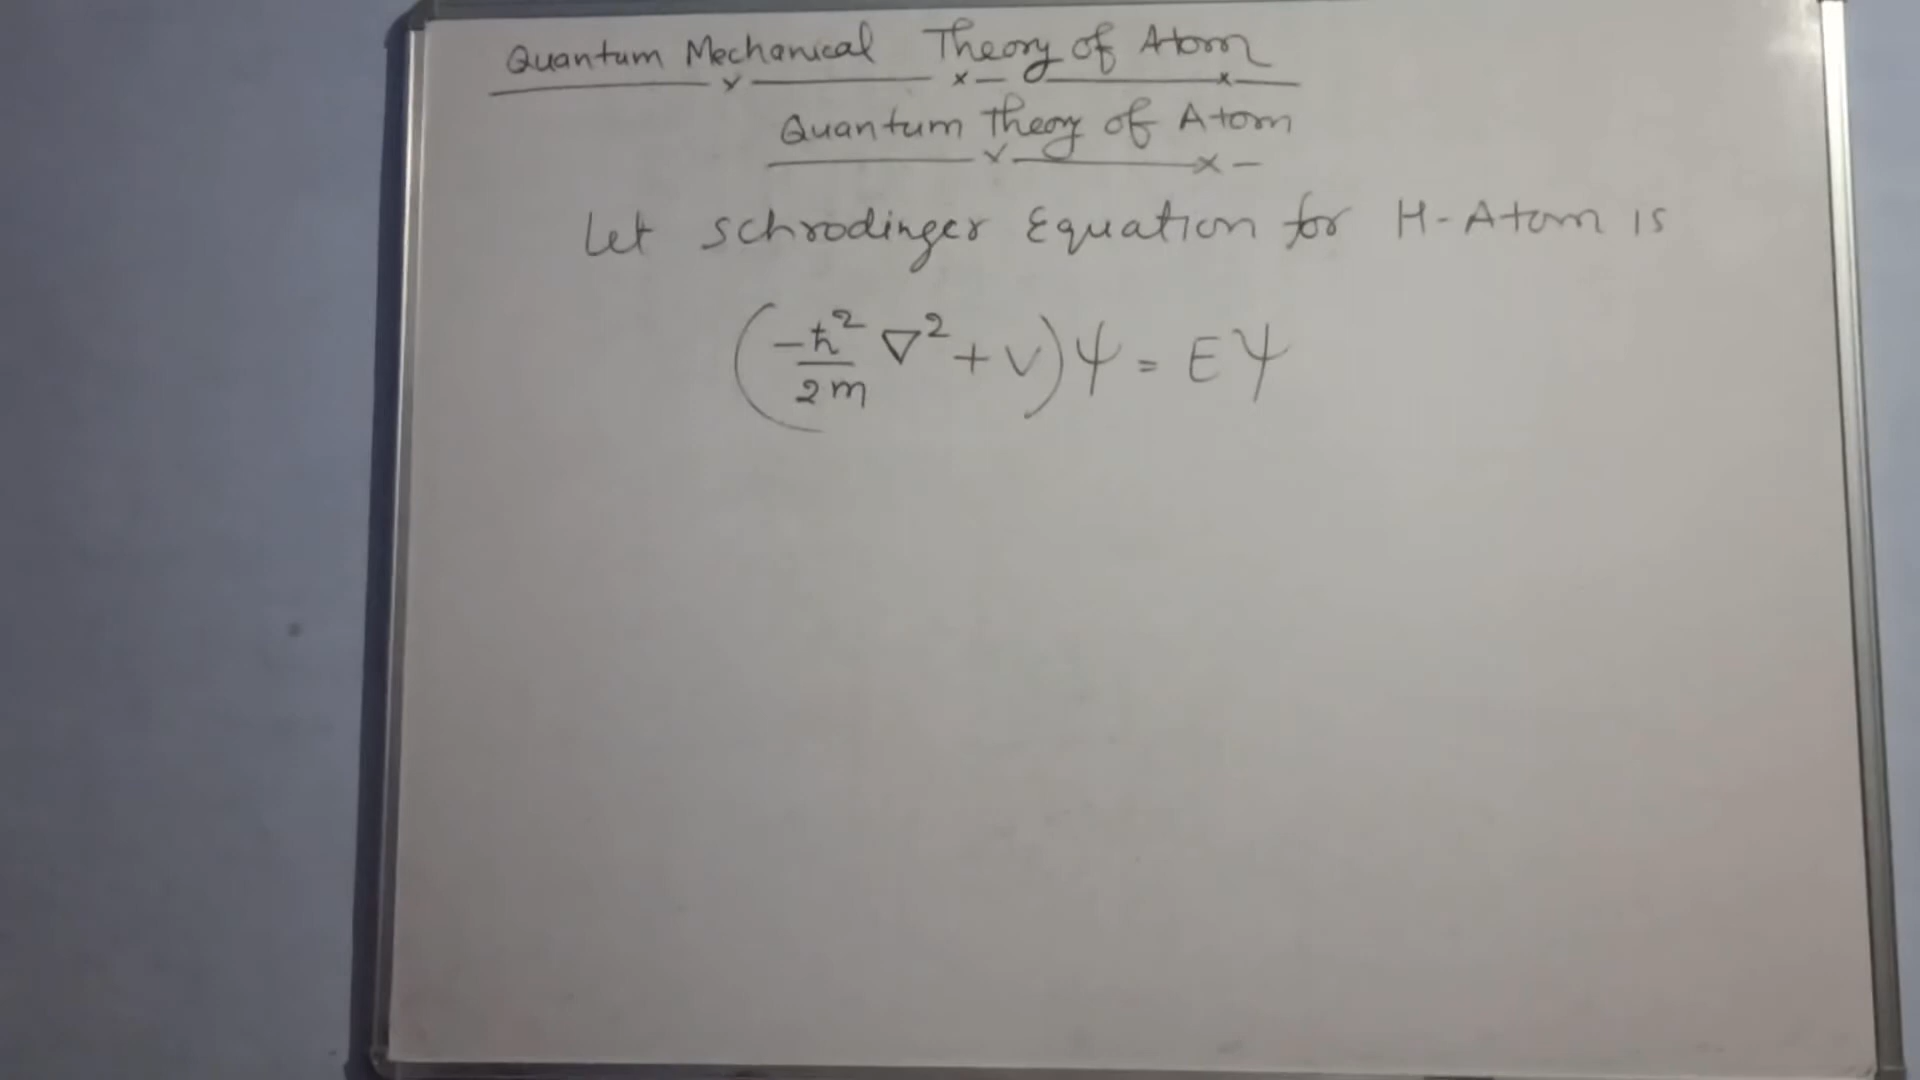 Quantum Mechanical Theory of Atom
Quantum Theory of Atom
Let Schrodinger Equation for H-Atom is
(-ħ²/2m ∇² + V)ψ = Eψ